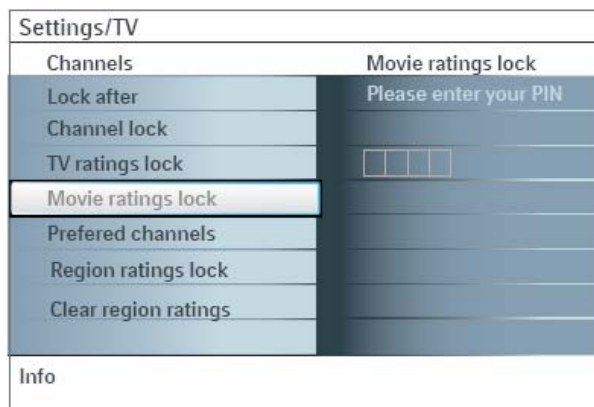 Settings/TV
Channels
Movie ratings lock
Lock after
Please enter your PIN
Channel lock
TV ratings lock
Movie ratings lock
Prefered channels
Region ratings lock
Clear region ratings
Info